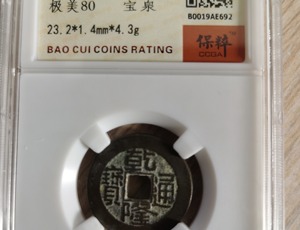 极美80 宝泉
23.2*1.4mm*4.3g
B0019AE692
BAO CUI COINS RATING
保粹
乾隆通寶